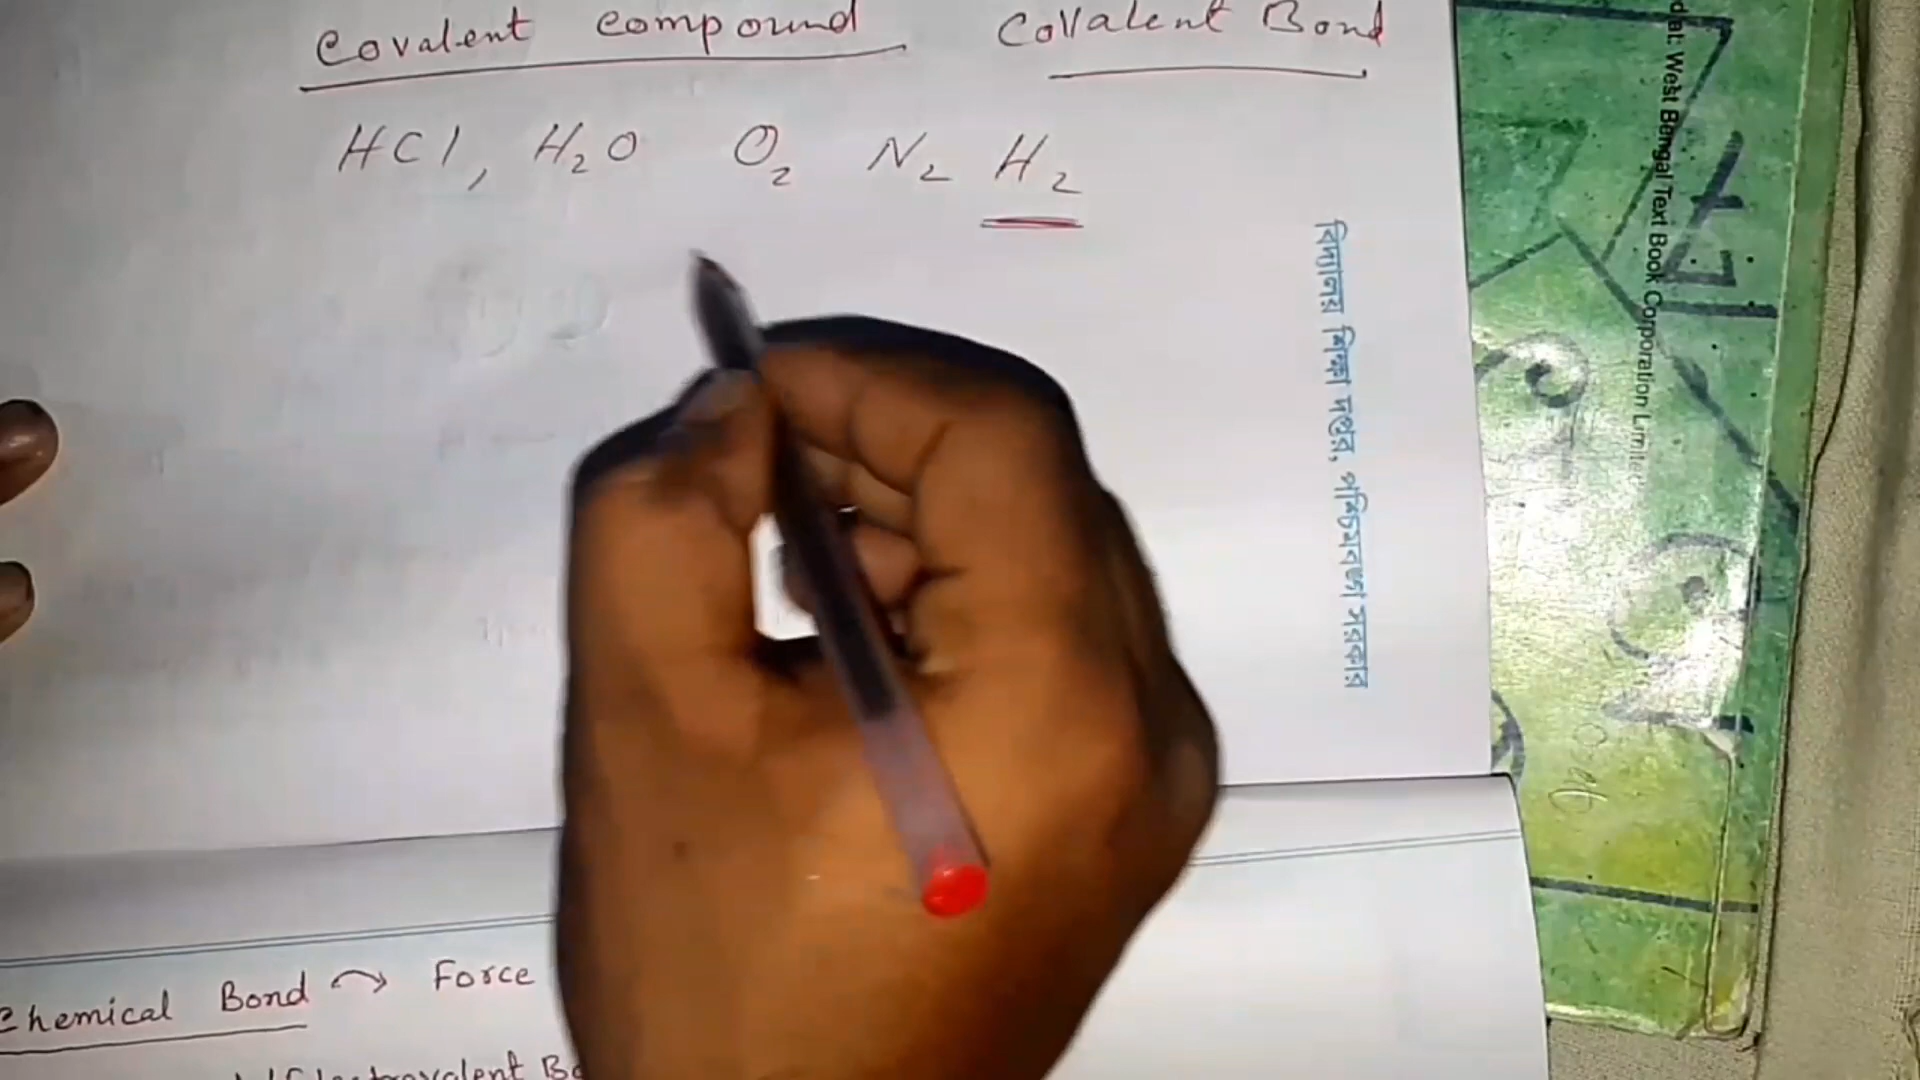 Covalent compound Covalent Bond
HCl, H₂O O₂ N₂ H₂
বিদ্যালয় শিক্ষা দপ্তর, পশ্চিমবঙ্গ সরকার
West Bengal Text Book Corporation Limite
Chemical Bond → Force